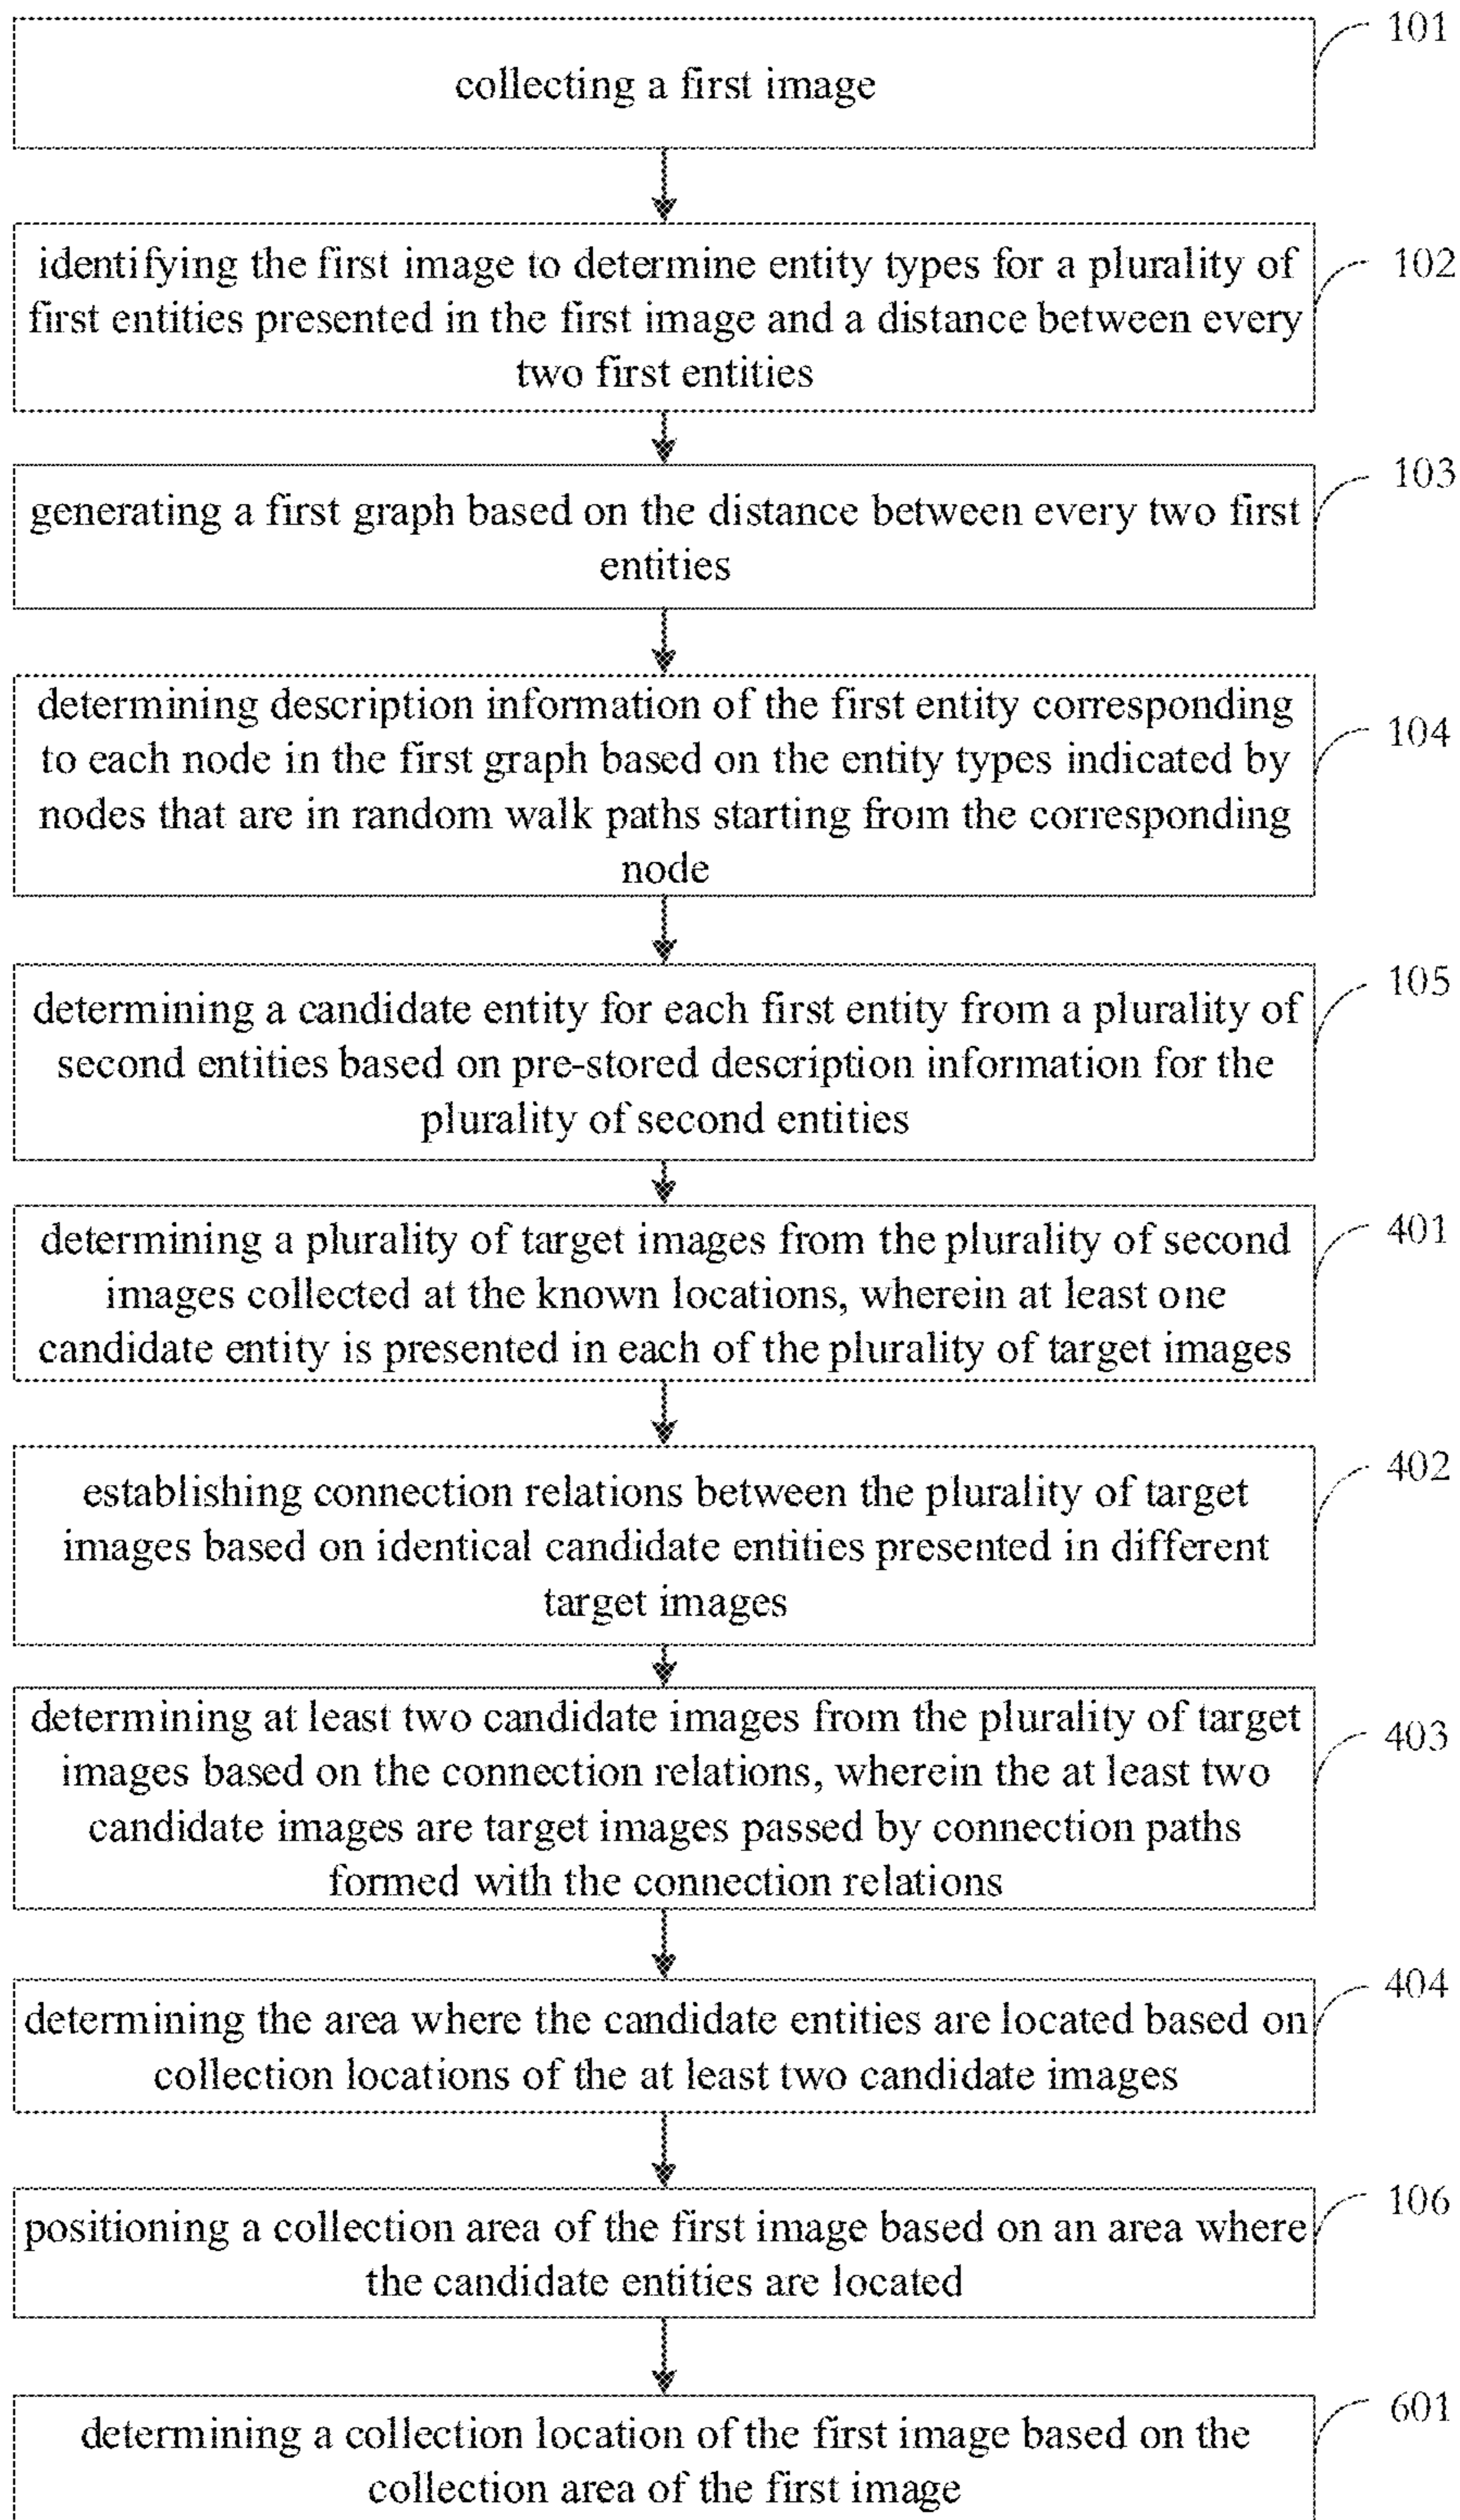 101
collecting a first image
102
identifying the first image to determine entity types for a plurality of
first entities presented in the first image and a distance between every
two first entities
103
generating a first graph based on the distance between every two first
entities
104
determining description information of the first entity corresponding
to each node in the first graph based on the entity types indicated by
nodes that are in random walk paths starting from the corresponding
node
105
determining a candidate entity for each first entity from a plurality of
second entities based on pre-stored description information for the
plurality of second entities
401
determining a plurality of target images from the plurality of second
images collected at the known locations, wherein at least one
candidate entity is presented in each of the plurality of target images
402
establishing connection relations between the plurality of target
images based on identical candidate entities presented in different
target images
403
determining at least two candidate images from the plurality of target
images based on the connection relations, wherein the at least two
candidate images are target images passed by connection paths
formed with the connection relations
404
determining the area where the candidate entities are located based on
collection locations of the at least two candidate images
106
positioning a collection area of the first image based on an area where
the candidate entities are located
601
determining a collection location of the first image based on the
collection area of the first image